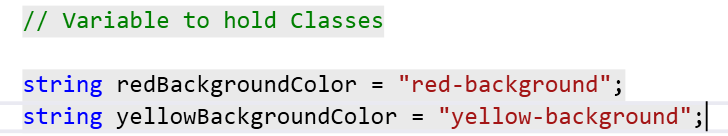 // Variable to hold Classes
string redBackgroundColor = "red-background";
string yellowBackgroundColor = "yellow-background";